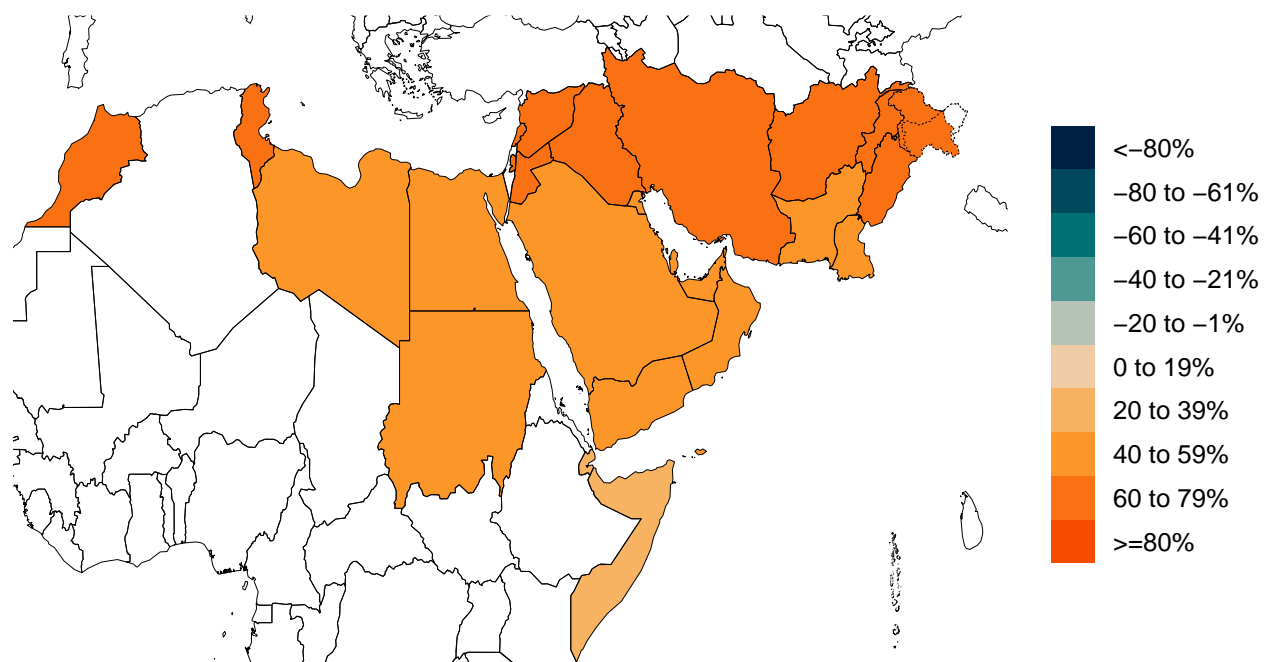 <−80%
−80 to −61%
−60 to −41%
−40 to −21%
−20 to −1%
0 to 19%
20 to 39%
40 to 59%
60 to 79%
>=80%